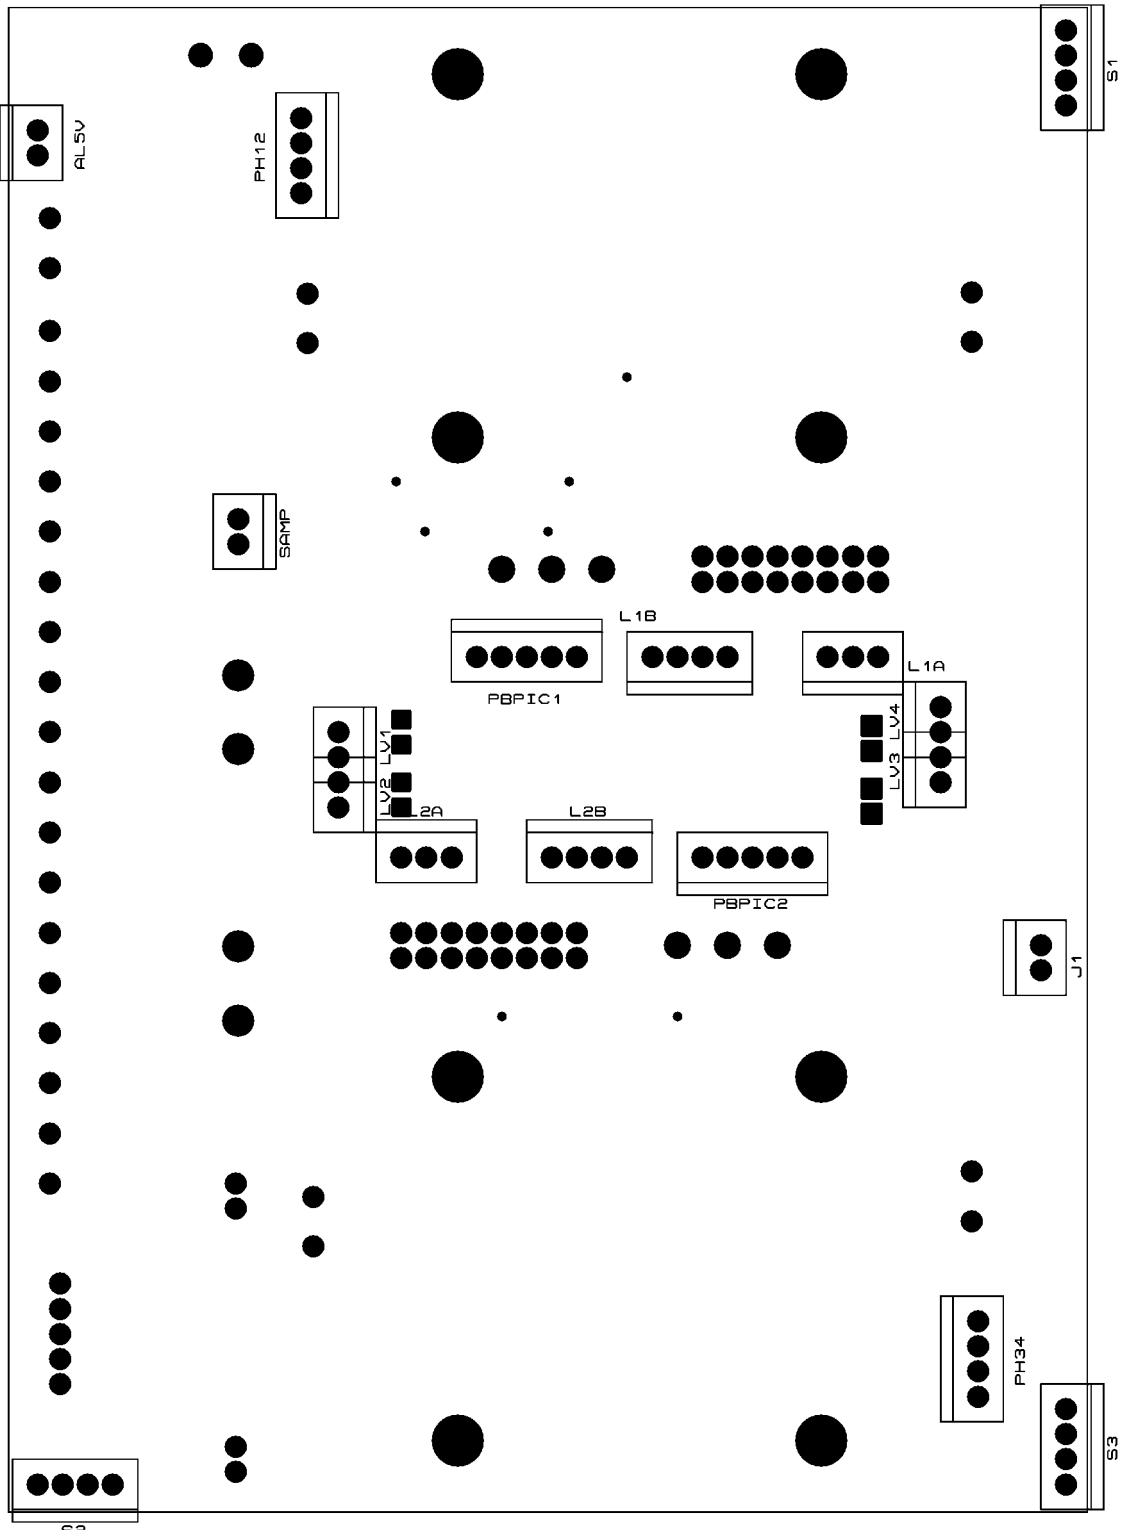 S1
AL5V
PH12
SAMP
L1B
L1A
PBPIC1
LV4
LV1
LV3
LV2
L2A
L2B
PBPIC2
J1
PH34
S3